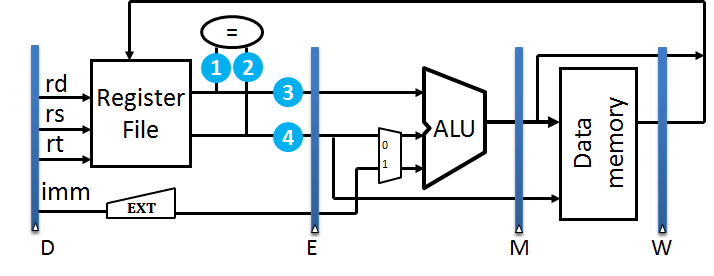 =
1 2
rd
rs
rt
imm
Register
File
3
4
EXT
0
1
ALU
Data
memory
D E M W